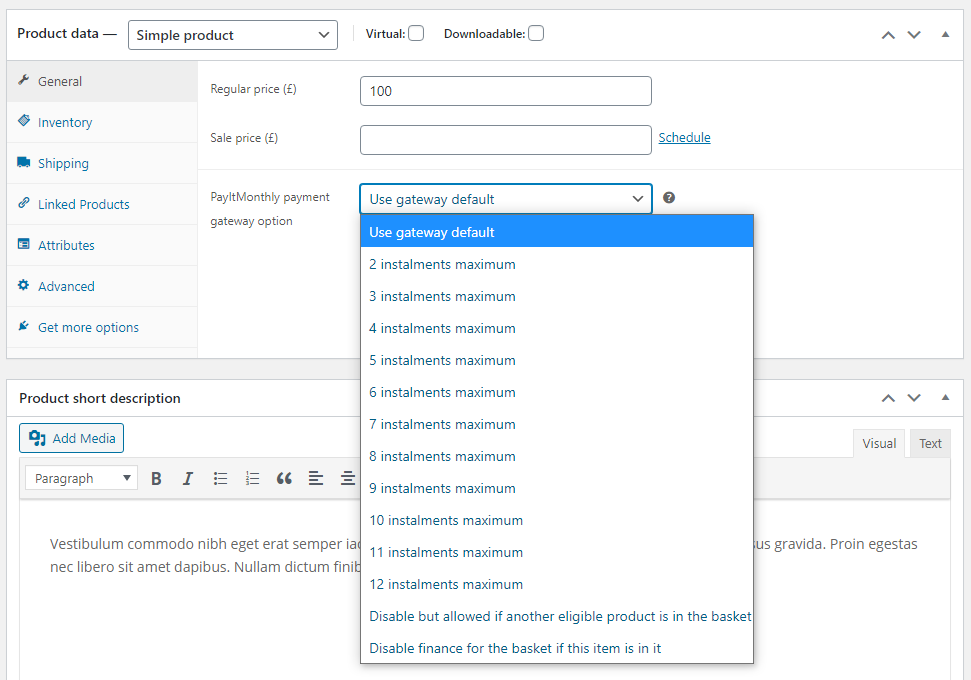 Product data —
Simple product
Virtual:
Downloadable:
General
Inventory
Shipping
Linked Products
Attributes
Advanced
Get more options
Regular price (£)
100
Sale price (£)
Schedule
PayItMonthly payment
gateway option
Use gateway default
Use gateway default
2 instalments maximum
3 instalments maximum
4 instalments maximum
5 instalments maximum
6 instalments maximum
7 instalments maximum
8 instalments maximum
9 instalments maximum
10 instalments maximum
11 instalments maximum
12 instalments maximum
Disable but allowed if another eligible product is in the basket
Disable finance for the basket if this item is in it
Product short description
Add Media
Visual
Text
Paragraph
B
I
Vestibulum commodo nibh eget erat semper gravida. Proin egestas
nec libero sit amet dapibus. Nullam dictum